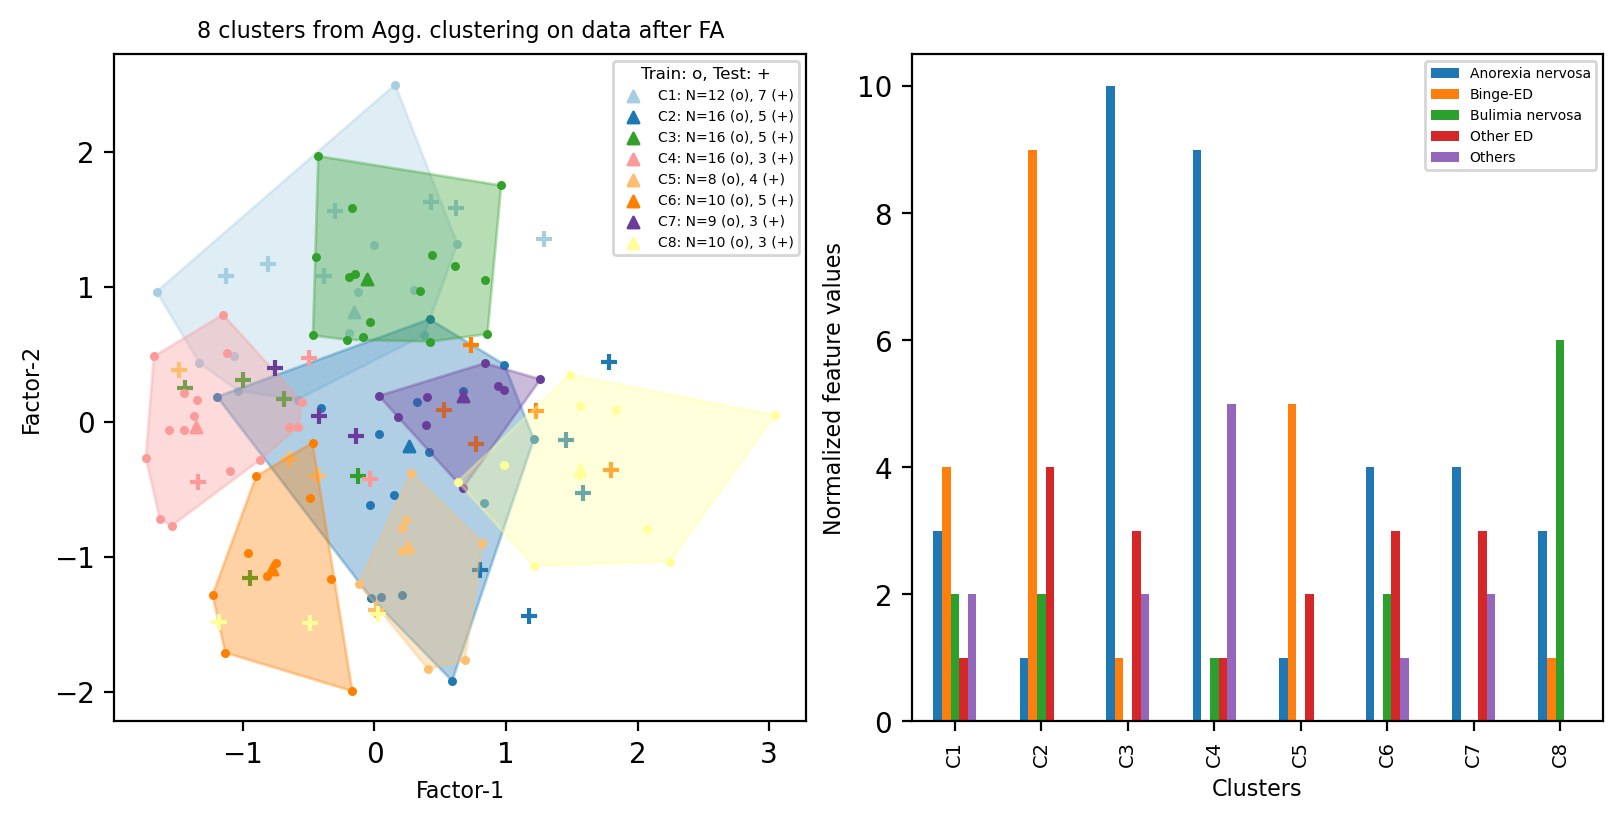 8 clusters from Agg. clustering on data after FA
Train: o, Test: +
C1: N=12 (o), 7 (+)
C2: N=16 (o), 5 (+)
C3: N=16 (o), 5 (+)
C4: N=16 (o), 3 (+)
C5: N=8 (o), 4 (+)
C6: N=10 (o), 5 (+)
C7: N=9 (o), 3 (+)
C8: N=10 (o), 3 (+)
2
1
0
−1
−2
Factor-2
−1 0 1 2 3
Factor-1
Anorexia nervosa
Binge-ED
Bulimia nervosa
Other ED
Others
10
8
6
4
2
0
Normalized feature values
C1 C2 C3 C4 C5 C6 C7 C8
Clusters